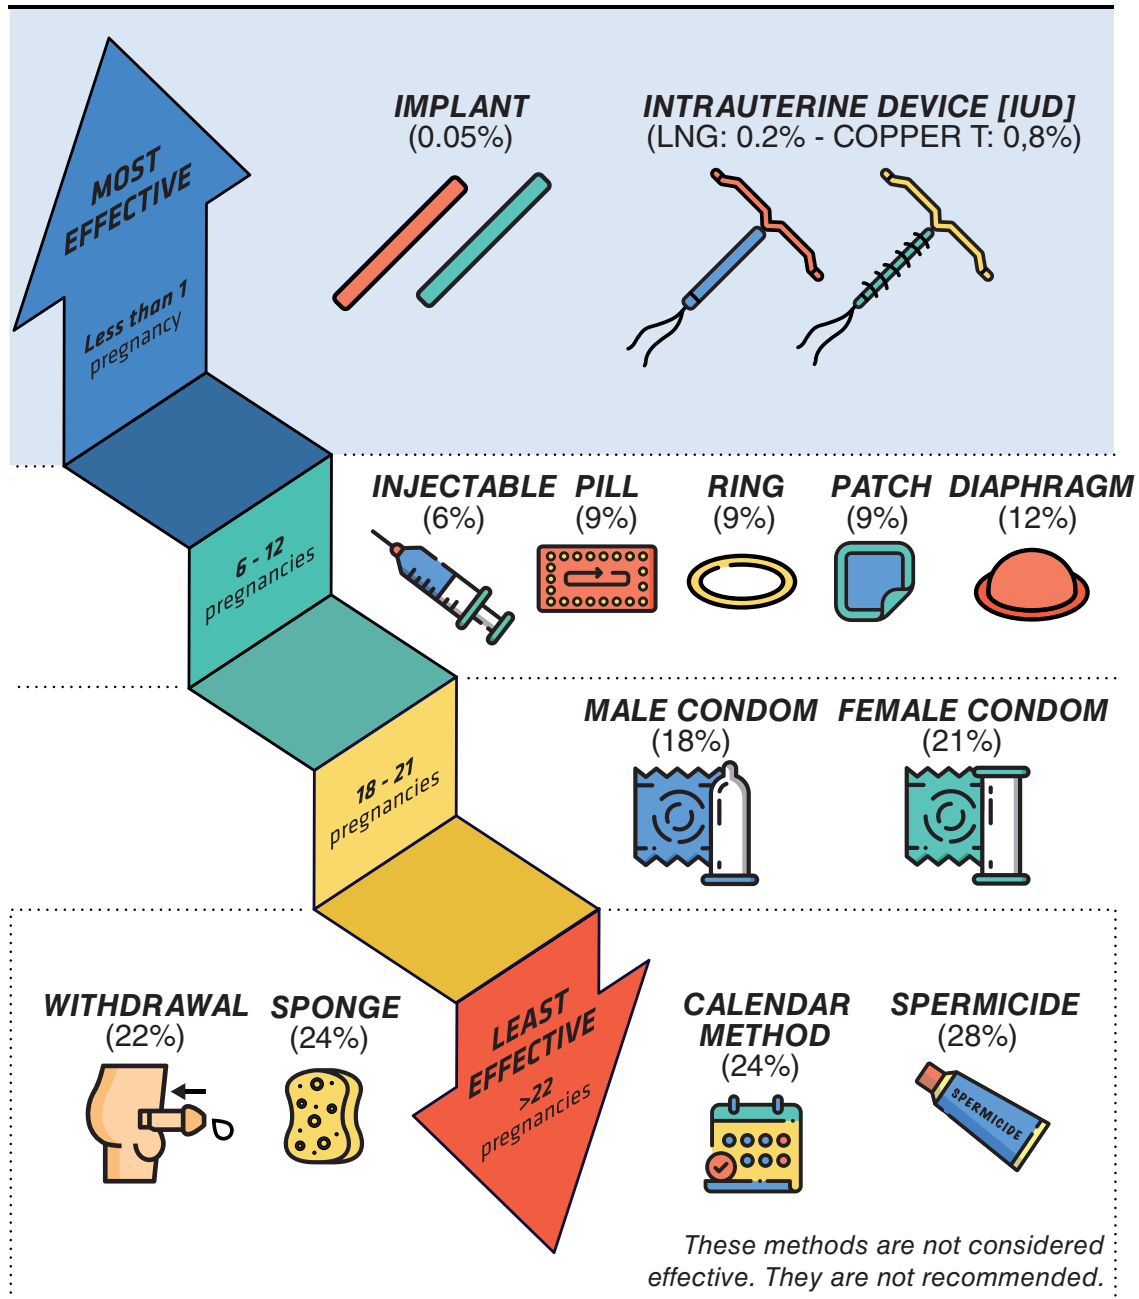 IMPLANT
(0.05%)
INTRAUTERINE DEVICE [IUD]
(LNG: 0.2% - COPPER T: 0,8%)
MOST
EFFECTIVE
Less than 1
pregnancy
INJECTABLE
(6%)
PILL
(9%)
RING
(9%)
PATCH
(9%)
DIAPHRAGM
(12%)
6 - 12
pregnancies
MALE CONDOM
(18%)
FEMALE CONDOM
(21%)
18 - 21
pregnancies
WITHDRAWAL
(22%)
SPONGE
(24%)
LEAST
EFFECTIVE
>22
pregnancies
CALENDAR
METHOD
(24%)
SPERMICIDE
(28%)
SPERMICIDE
These methods are not considered
effective. They are not recommended.